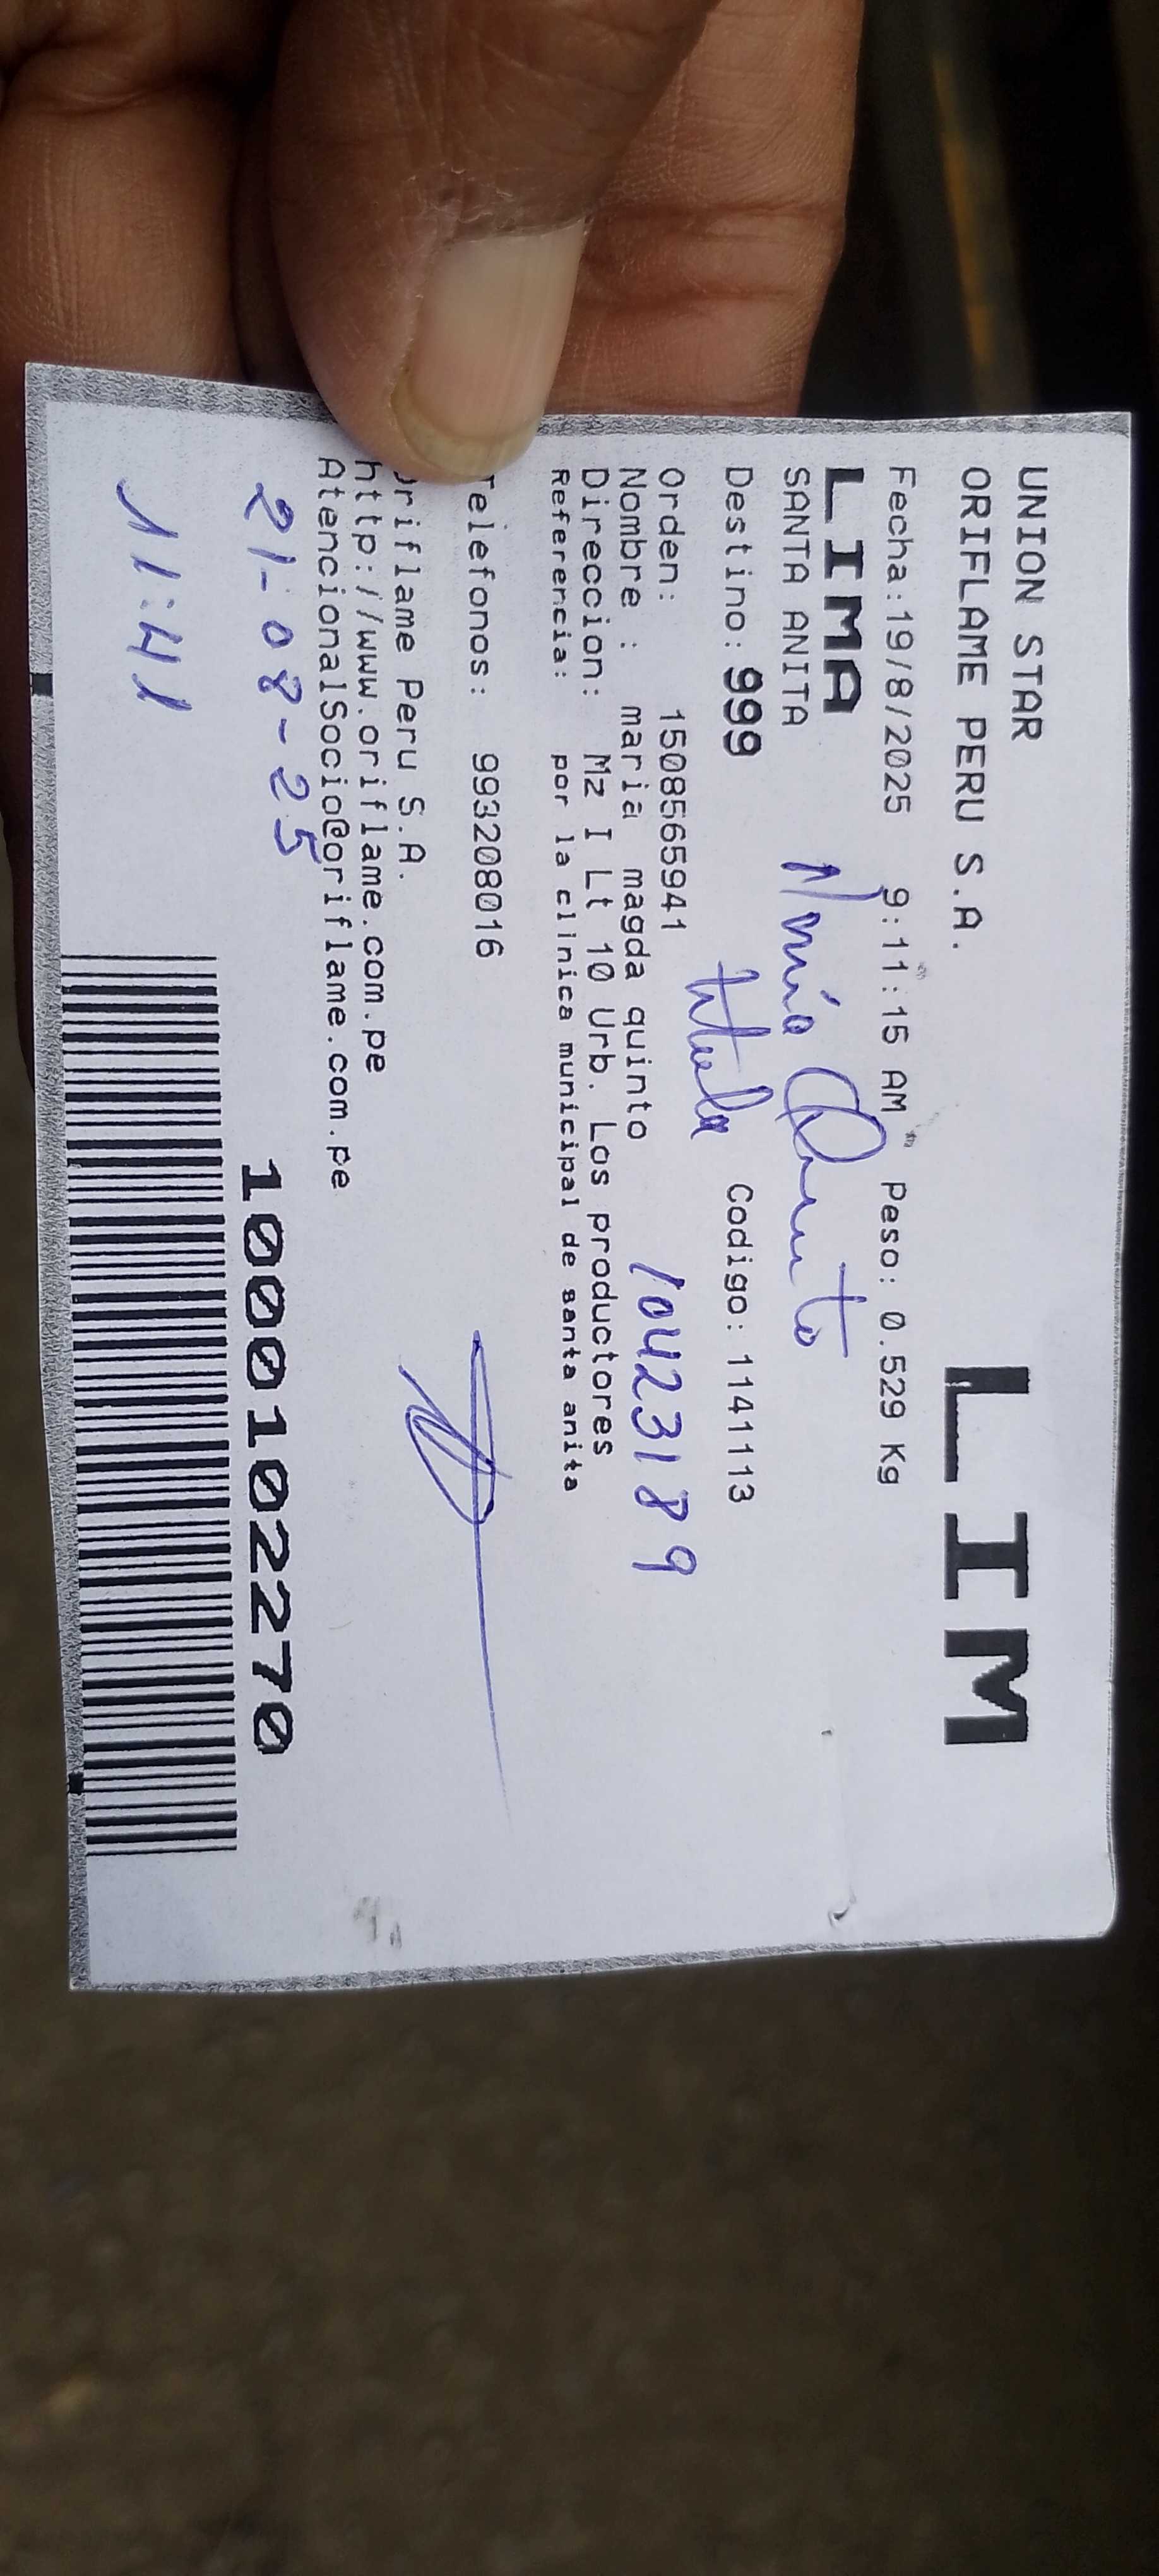 UNION STAR
ORIFLAME PERU S.A.
LIM
Fecha:19/8/2025 9:11:15 AM Peso: 0.529 Kg
LIMA
SANTA ANITA
Quinto
Destino: 999 Codigo: 1141113
titular
Orden: 1508565941
Nombre : maria magda quinto
10423189
Direccion: Mz I Lt 10 Urb. Los productores
Referencia: por la clinica municipal de santa anita
Telefonos: 993208016
oriflame Peru S.A.
http://www.oriflame.com.pe
AtencionalSocio@oriflame.com.pe
21-08-25
11:41
10001022270